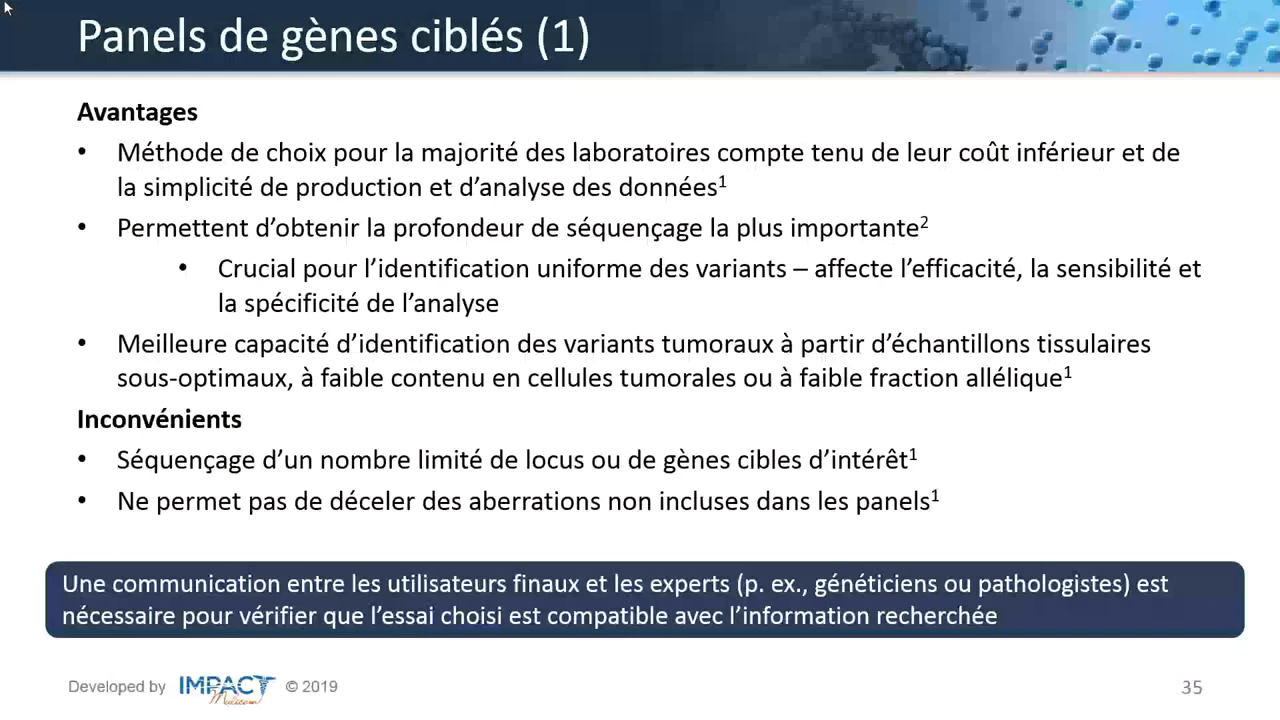 Panels de gènes ciblés (1)
Avantages
• Méthode de choix pour la majorité des laboratoires compte tenu de leur coût inférieur et de
la simplicité de production et d’analyse des données¹
• Permettent d’obtenir la profondeur de séquençage la plus importante²
• Crucial pour l’identification uniforme des variants – affecte l’efficacité, la sensibilité et
la spécificité de l’analyse
• Meilleure capacité d’identification des variants tumoraux à partir d’échantillons tissulaires
sous-optimaux, à faible contenu en cellules tumorales ou à faible fraction allélique¹
Inconvénients
• Séquençage d’un nombre limité de locus ou de gènes cibles d’intérêt¹
• Ne permet pas de déceler des aberrations non incluses dans les panels¹
Une communication entre les utilisateurs finaux et les experts (p. ex., généticiens ou pathologistes) est
nécessaire pour vérifier que l’essai choisi est compatible avec l’information recherchée
Developed by IMPACT Medicom © 2019
35